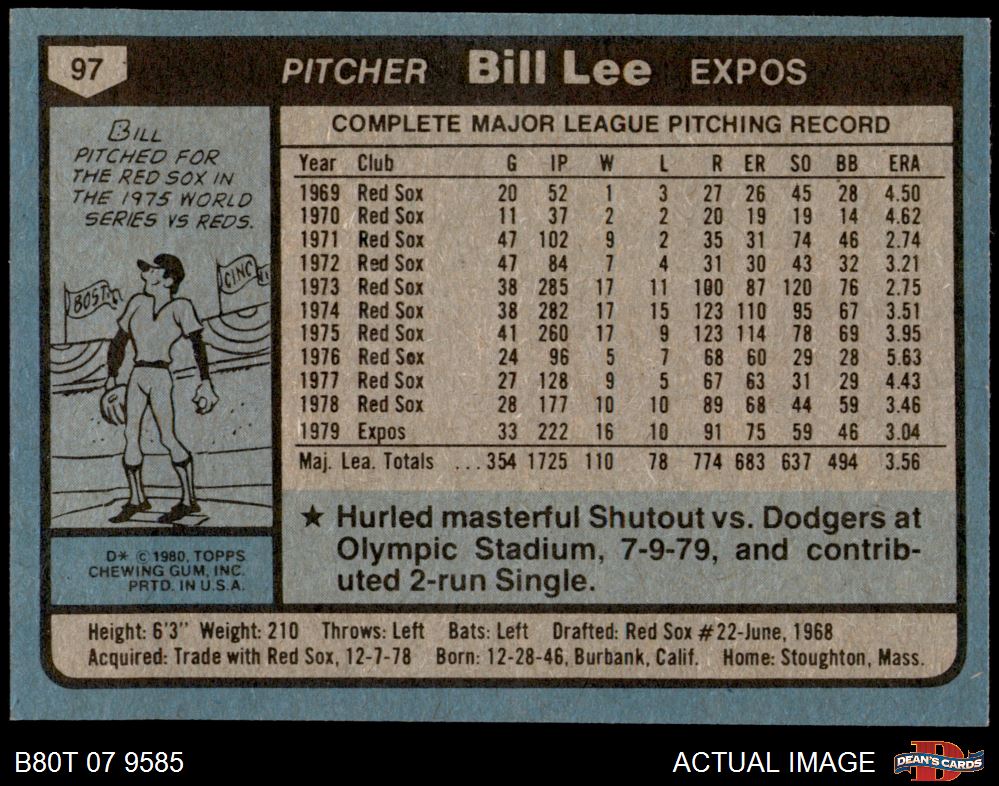 97
PITCHER Bill Lee EXPOS
BILL
PITCHED FOR
THE RED SOX IN
THE 1975 WORLD
SERIES VS REDS.
BOST.
CINC.
D* © 1980, TOPPS
CHEWING GUM, INC.
PRTD. IN U.S.A.
COMPLETE MAJOR LEAGUE PITCHING RECORD
Year Club G IP W L R ER SO BB ERA
1969 Red Sox 20 52 1 3 27 26 45 28 4.50
1970 Red Sox 11 37 2 2 20 19 19 14 4.62
1971 Red Sox 47 102 9 2 35 31 74 46 2.74
1972 Red Sox 47 84 7 4 31 30 43 32 3.21
1973 Red Sox 38 285 17 11 100 87 120 76 2.75
1974 Red Sox 38 282 17 15 123 110 95 67 3.51
1975 Red Sox 41 260 17 9 123 114 78 69 3.95
1976 Red Sox 24 96 5 7 68 60 29 28 5.63
1977 Red Sox 27 128 9 5 67 63 31 29 4.43
1978 Red Sox 28 177 10 10 89 68 44 59 3.46
1979 Expos 33 222 16 10 91 75 59 46 3.04
Maj. Lea. Totals ...354 1725 110 78 774 683 637 494 3.56
★ Hurled masterful Shutout vs. Dodgers at
Olympic Stadium, 7-9-79, and contrib-
uted 2-run Single.
Height: 6'3" Weight: 210 Throws: Left Bats: Left Drafted: Red Sox #22-June, 1968
Acquired: Trade with Red Sox, 12-7-78 Born: 12-28-46, Burbank, Calif. Home: Stoughton, Mass.
B80T 07 9585
ACTUAL IMAGE
DEAN'S CARDS